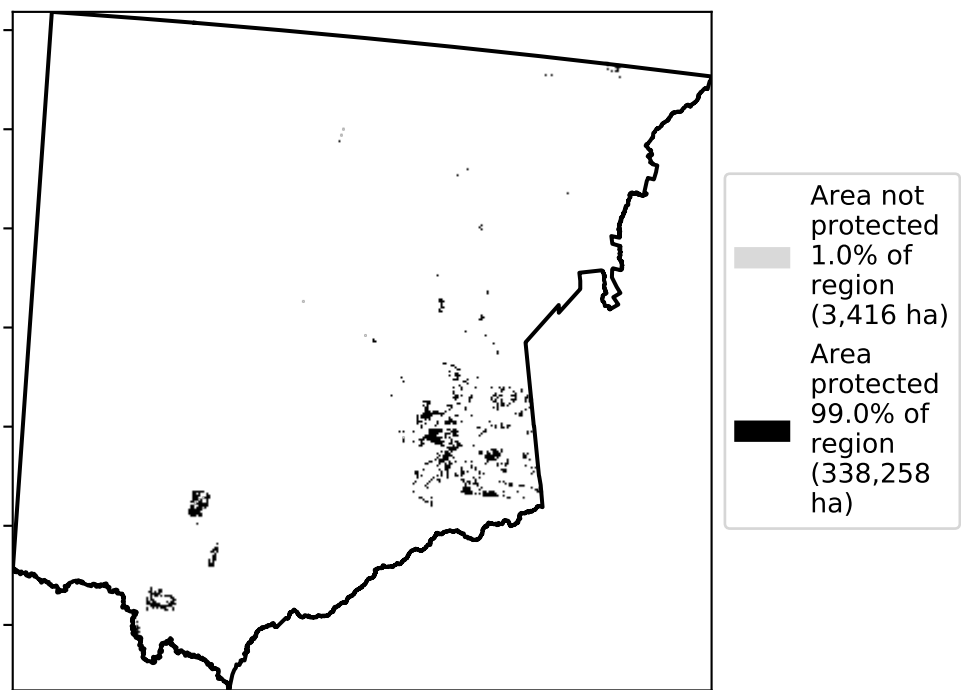 Area not
protected
1.0% of
region
(3,416 ha)
Area
protected
99.0% of
region
(338,258
ha)